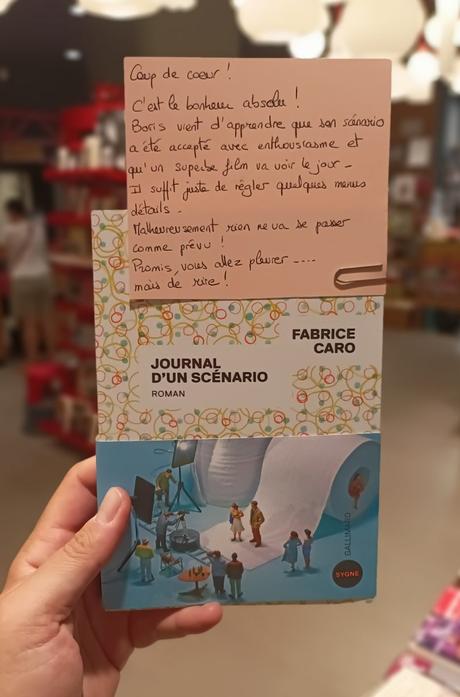 Coup de coeur !
C'est le bonheur absolu !
Boris vient d'apprendre que son scénario
a été accepté avec enthousiasme et
qu'un superbe film va voir le jour -
Il suffit juste de régler quelques menus
détails -
Malheureusement rien ne va se passer
comme prévu !
Promis, vous allez pleurer ----
mais de rire !
FABRICE
CARO
JOURNAL
D'UN SCÉNARIO
ROMAN
GALLIMARD
SYGNE